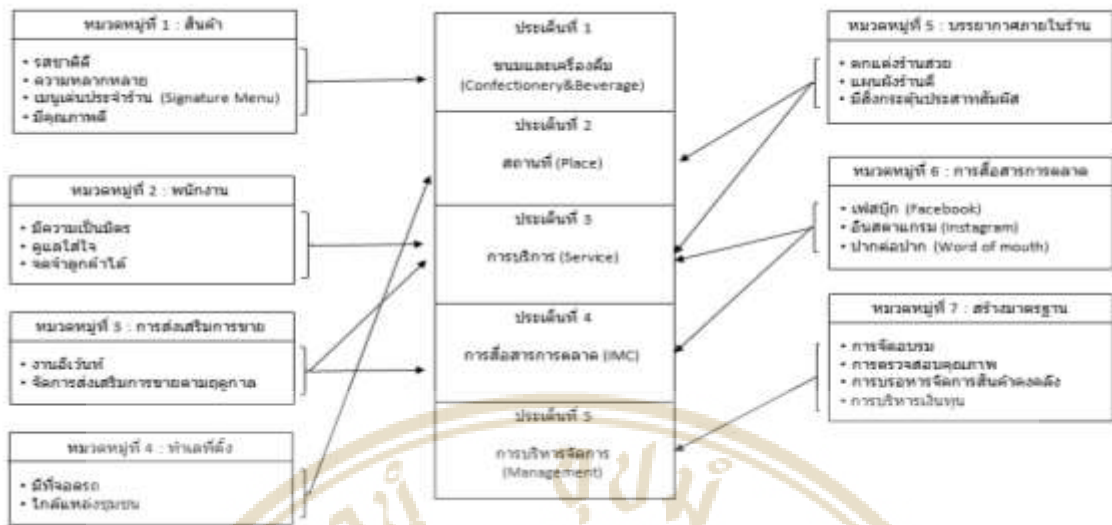 หมวดหมู่ที่ 1 : สินค้า
• รสชาติดี
• ความหลากหลาย
• เมนูเด่นประจำร้าน (Signature Menu)
• มีคุณภาพดี
หมวดหมู่ที่ 2 : พนักงาน
• มีความเป็นมิตร
• ดูแลใส่ใจ
• จดจำลูกค้าได้
หมวดหมู่ที่ 3 : การส่งเสริมการขาย
• งานอีเว้นท์
• จัดการส่งเสริมการขายตามฤดูกาล
หมวดหมู่ที่ 4 : ทำเลที่ตั้ง
• มีที่จอดรถ
• ใกล้แหล่งชุมชน
ประเด็นที่ 1
ขนมและเครื่องดื่ม
(Confectionery&Beverage)
ประเด็นที่ 2
สถานที่ (Place)
ประเด็นที่ 3
การบริการ (Service)
ประเด็นที่ 4
การสื่อสารการตลาด (IMC)
ประเด็นที่ 5
การบริหารจัดการ
(Management)
หมวดหมู่ที่ 5 : บรรยากาศภายในร้าน
• ตกแต่งร้านสวย
• แผนผังร้านดี
• มีสิ่งกระตุ้นประสาทสัมผัส
หมวดหมู่ที่ 6 : การสื่อสารการตลาด
• เฟสบุ๊ก (Facebook)
• อินสตาแกรม (Instagram)
• ปากต่อปาก (Word of mouth)
หมวดหมู่ที่ 7 : สร้างมาตรฐาน
• การจัดอบรม
• การตรวจสอบคุณภาพ
• การบรอหารจัดการสินค้าคงคลัง
• การบริหารเงินทุน